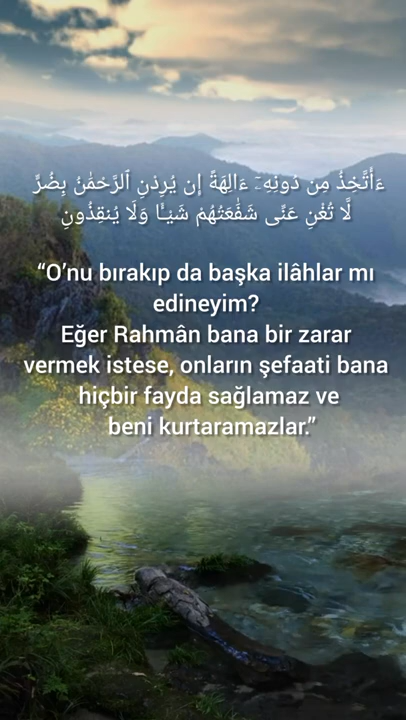 ءَأَتَّخِذُ مِن دُونِهِۦٓ ءَالِهَةً إِن يُرِدْنِ ٱلرَّحْمَٰنُ بِضُرٍّ
لَّا تُغْنِ عَنِّى شَفَٰعَتُهُمْ شَيْـًٔا وَلَا يُنقِذُونِ
“O’nu bırakıp da başka ilâhlar mı
edineyim?
Eğer Rahmân bana bir zarar
vermek istese, onların şefaati bana
hiçbir fayda sağlamaz ve
beni kurtaramazlar.”